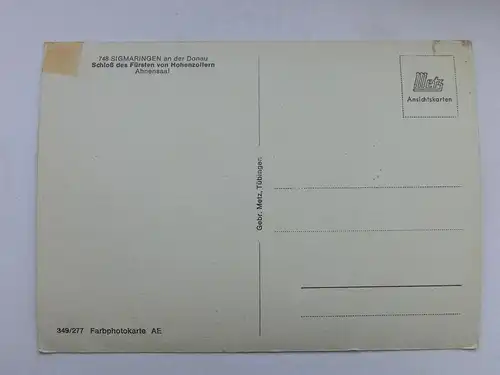 748 SIGMARINGEN an der Donau
Schloß des Fürsten von Hohenzollern
Ahnensaal
Metz
Ansichtskarten
Gebr. Metz, Tübingen
349/277 Farbphotokarte AE